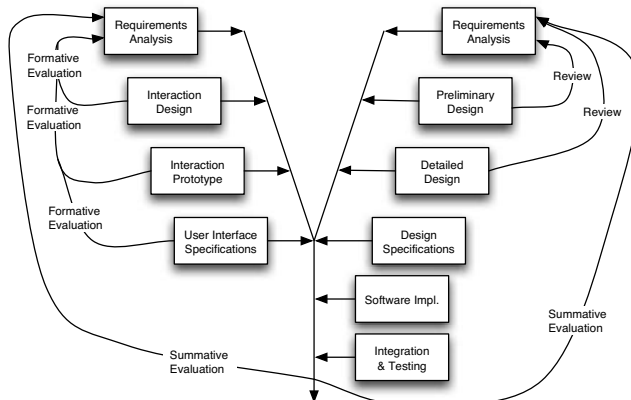 Requirements
Analysis
Requirements
Analysis
Formative
Evaluation
Review
Interaction
Design
Preliminary
Design
Formative
Evaluation
Review
Interaction
Prototype
Detailed
Design
Formative
Evaluation
User Interface
Specifications
Design
Specifications
Software Impl.
Summative
Evaluation
Integration
& Testing
Summative
Evaluation